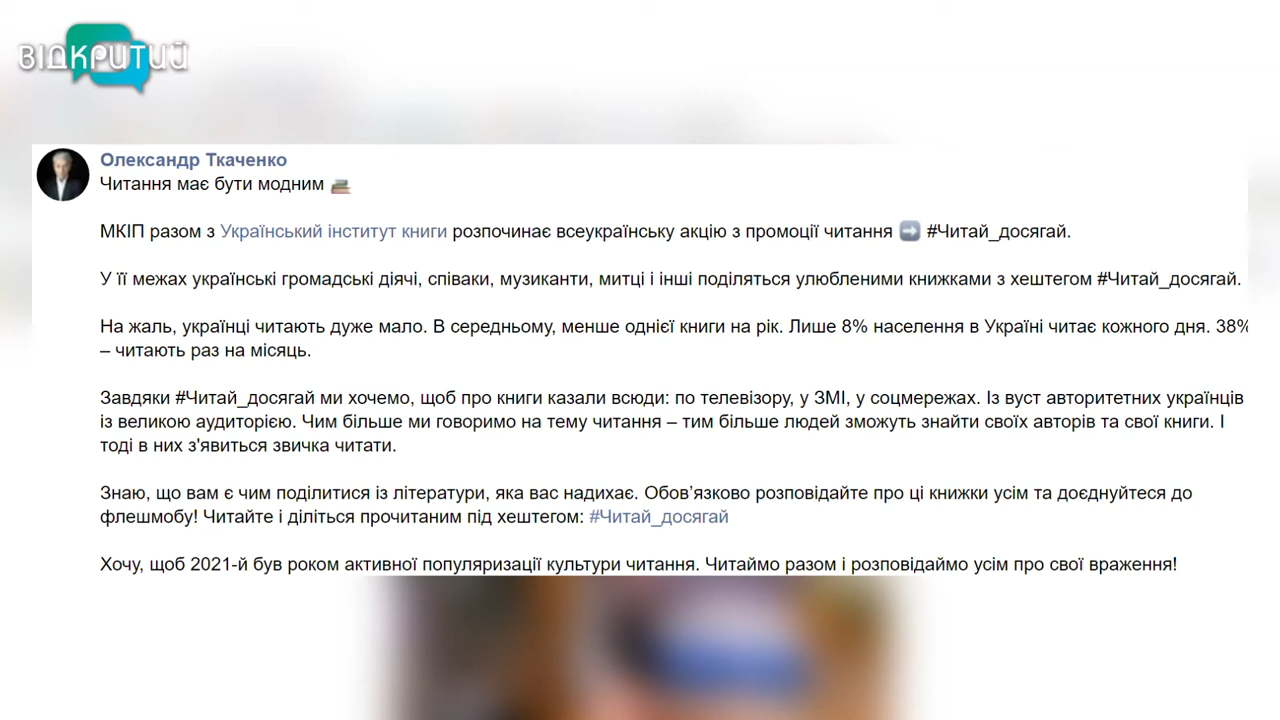 ВІДКРИТИЙ
Олександр Ткаченко
Читання має бути модним
МКІП разом з Український інститут книги розпочинає всеукраїнську акцію з промоції читання ➡️ #Читай_досягай.
У її межах українські громадські діячі, співаки, музиканти, митці і інші поділяться улюбленими книжками з хештегом #Читай_досягай.
На жаль, українці читають дуже мало. В середньому, менше однієї книги на рік. Лише 8% населення в Україні читає кожного дня. 38%
– читають раз на місяць.
Завдяки #Читай_досягай ми хочемо, щоб про книги казали всюди: по телевізору, у ЗМІ, у соцмережах. Із вуст авторитетних українців
із великою аудиторією. Чим більше ми говоримо на тему читання – тим більше людей зможуть знайти своїх авторів та свої книги. І
тоді в них з'явиться звичка читати.
Знаю, що вам є чим поділитися із літератури, яка вас надихає. Обов’язково розповідайте про ці книжки усім та доєднуйтеся до
флешмобу! Читайте і діліться прочитаним під хештегом: #Читай_досягай
Хочу, щоб 2021-й був роком активної популяризації культури читання. Читаймо разом і розповідаймо усім про свої враження!